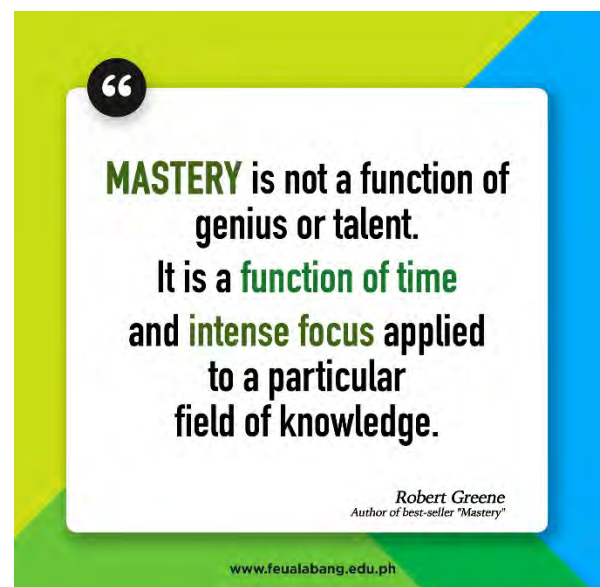 “
MASTERY is not a function of
genius or talent.
It is a function of time
and intense focus applied
to a particular
field of knowledge.
Robert Greene
Author of best-seller "Mastery"
www.feualabang.edu.ph